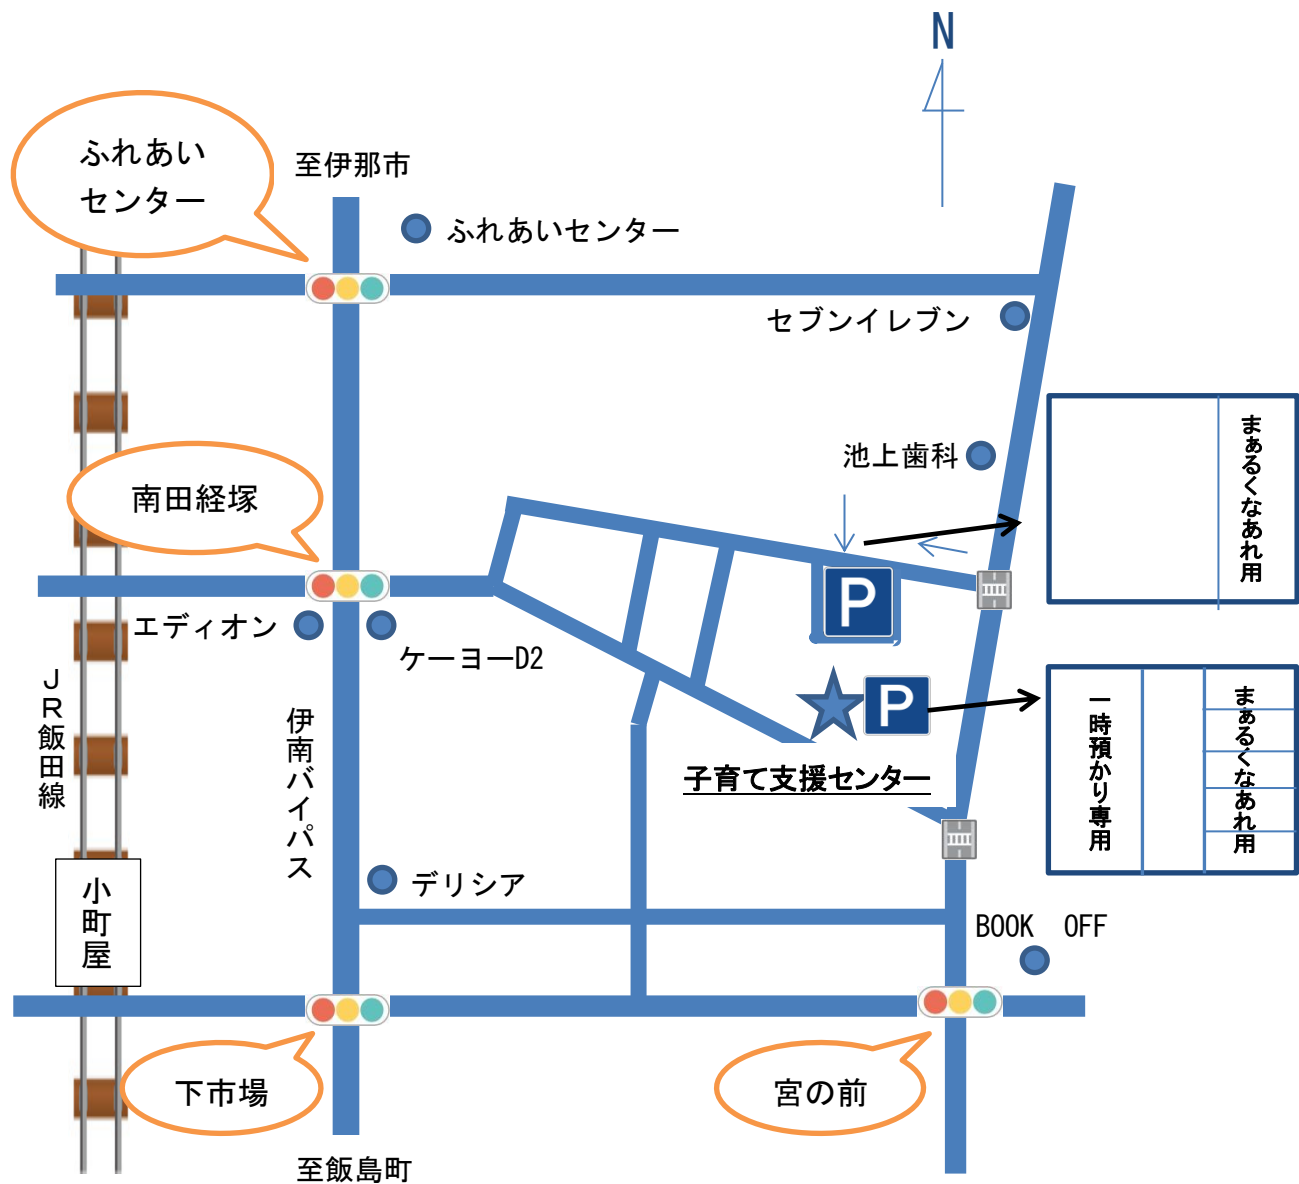 N
ふれあい
センター
至伊那市
ふれあいセンター
セブンイレブン
池上歯科
まぁるくなあれ用
南田経塚
P
エディオン
ケーヨーD2
JR飯田線
伊南バイパス
P
子育て支援センター
一時預かり専用
まぁるくなあれ用
デリシア
小町屋
BOOK OFF
下市場
宮の前
至飯島町